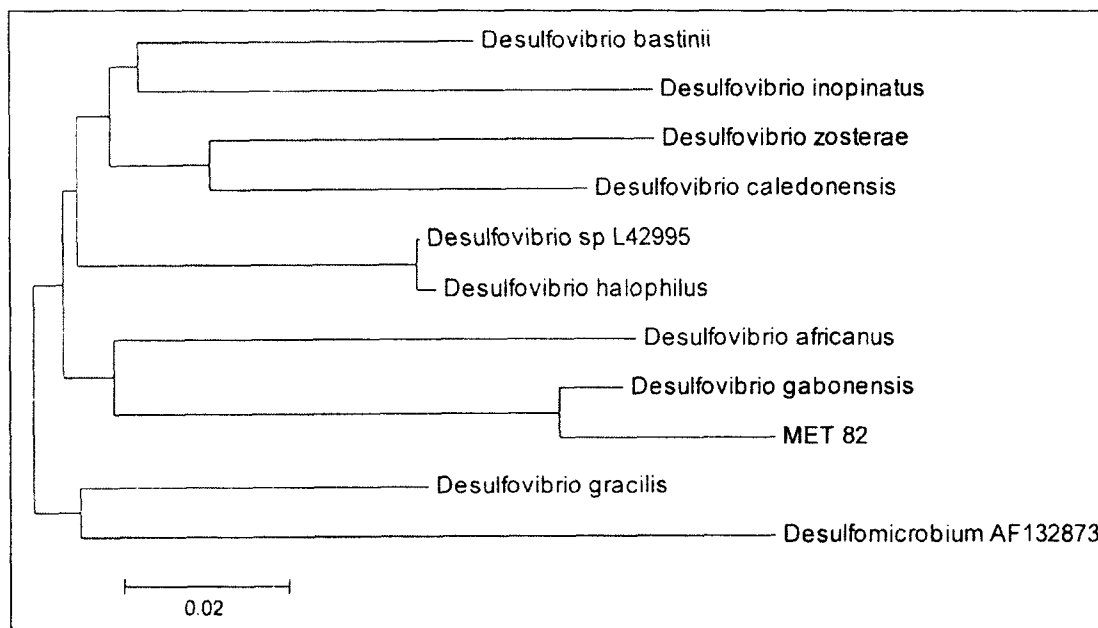 Desulfovibrio bastinii
Desulfovibrio inopinatus
Desulfovibrio zosterae
Desulfovibrio caledonensis
Desulfovibrio sp L42995
Desulfovibrio halophilus
Desulfovibrio africanus
Desulfovibrio gabonensis
MET 82
Desulfovibrio gracilis
Desulfomicrobium AF132873
0.02